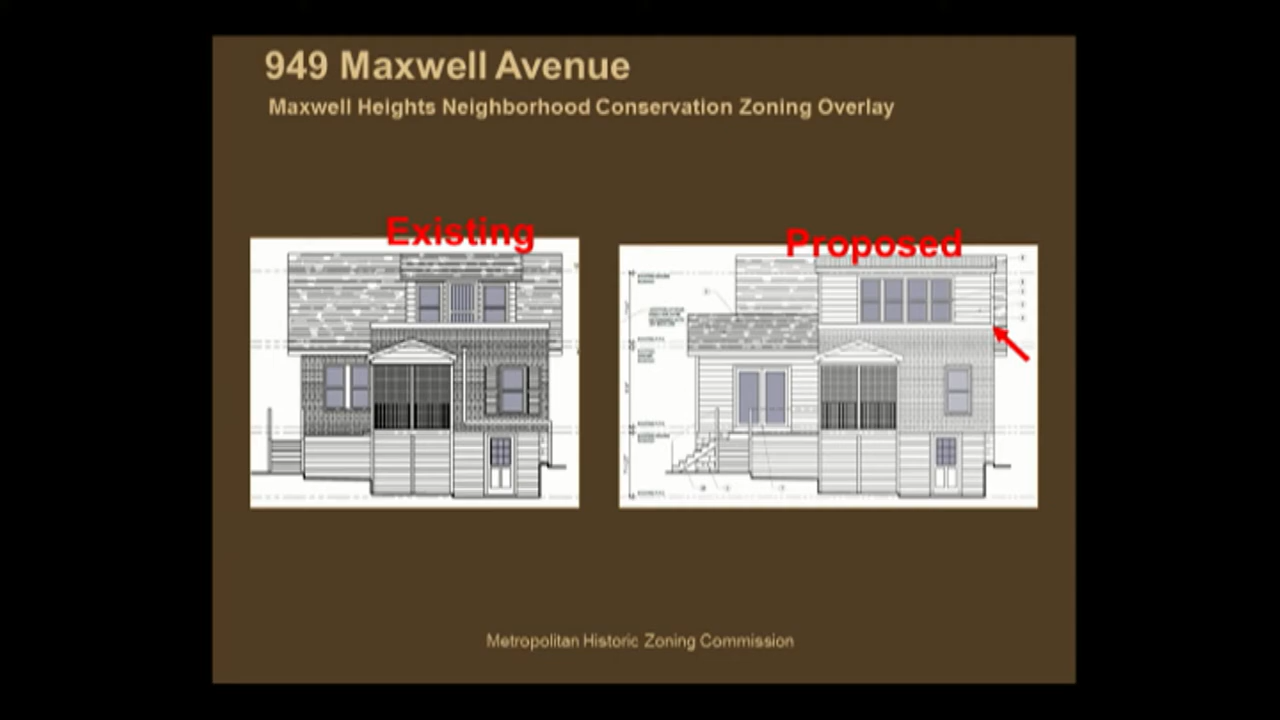 949 Maxwell Avenue
Maxwell Heights Neighborhood Conservation Zoning Overlay
Existing
Proposed
Metropolitan Historic Zoning Commission